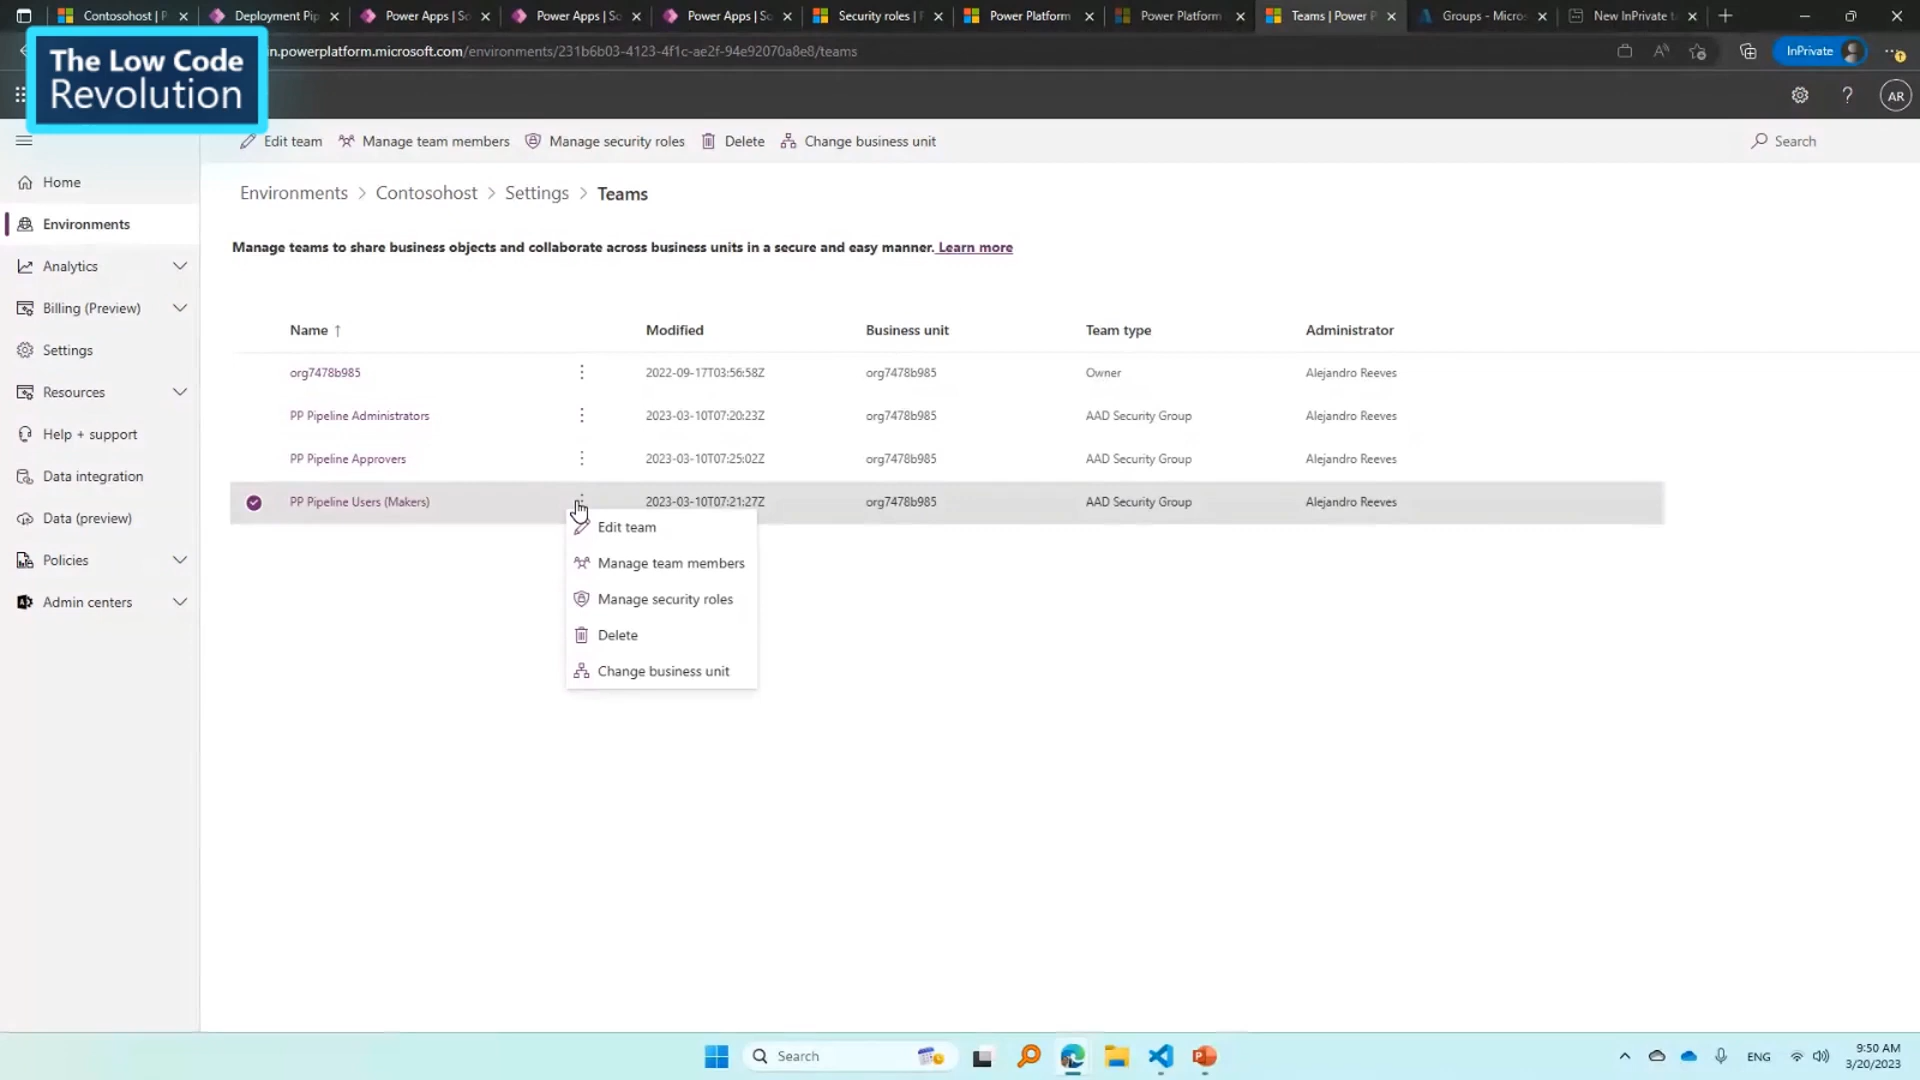 Contosohost | P
Deployment Pip
Power Apps | So
Power Apps | So
Power Apps | So
Security roles | P
Power Platform
Power Platform
Teams | Power P
Groups - Micros
New InPrivate ta
n.powerplatform.microsoft.com/environments/231b6b03-4123-4f1c-ae2f-94e92070a8e8/teams
InPrivate
The Low Code
Revolution
AR
Edit team
Manage team members
Manage security roles
Delete
Change business unit
Search
Home
Environments
Analytics
Billing (Preview)
Settings
Resources
Help + support
Data integration
Data (preview)
Policies
Admin centers
Environments > Contosohost > Settings > Teams
Manage teams to share business objects and collaborate across business units in a secure and easy manner. Learn more
Name ↑ Modified Business unit Team type Administrator
org7478b985 2022-09-17T03:56:58Z org7478b985 Owner Alejandro Reeves
PP Pipeline Administrators 2023-03-10T07:20:23Z org7478b985 AAD Security Group Alejandro Reeves
PP Pipeline Approvers 2023-03-10T07:25:02Z org7478b985 AAD Security Group Alejandro Reeves
PP Pipeline Users (Makers) 2023-03-10T07:21:27Z org7478b985 AAD Security Group Alejandro Reeves
Edit team
Manage team members
Manage security roles
Delete
Change business unit
Search
ENG
9:50 AM
3/20/2023